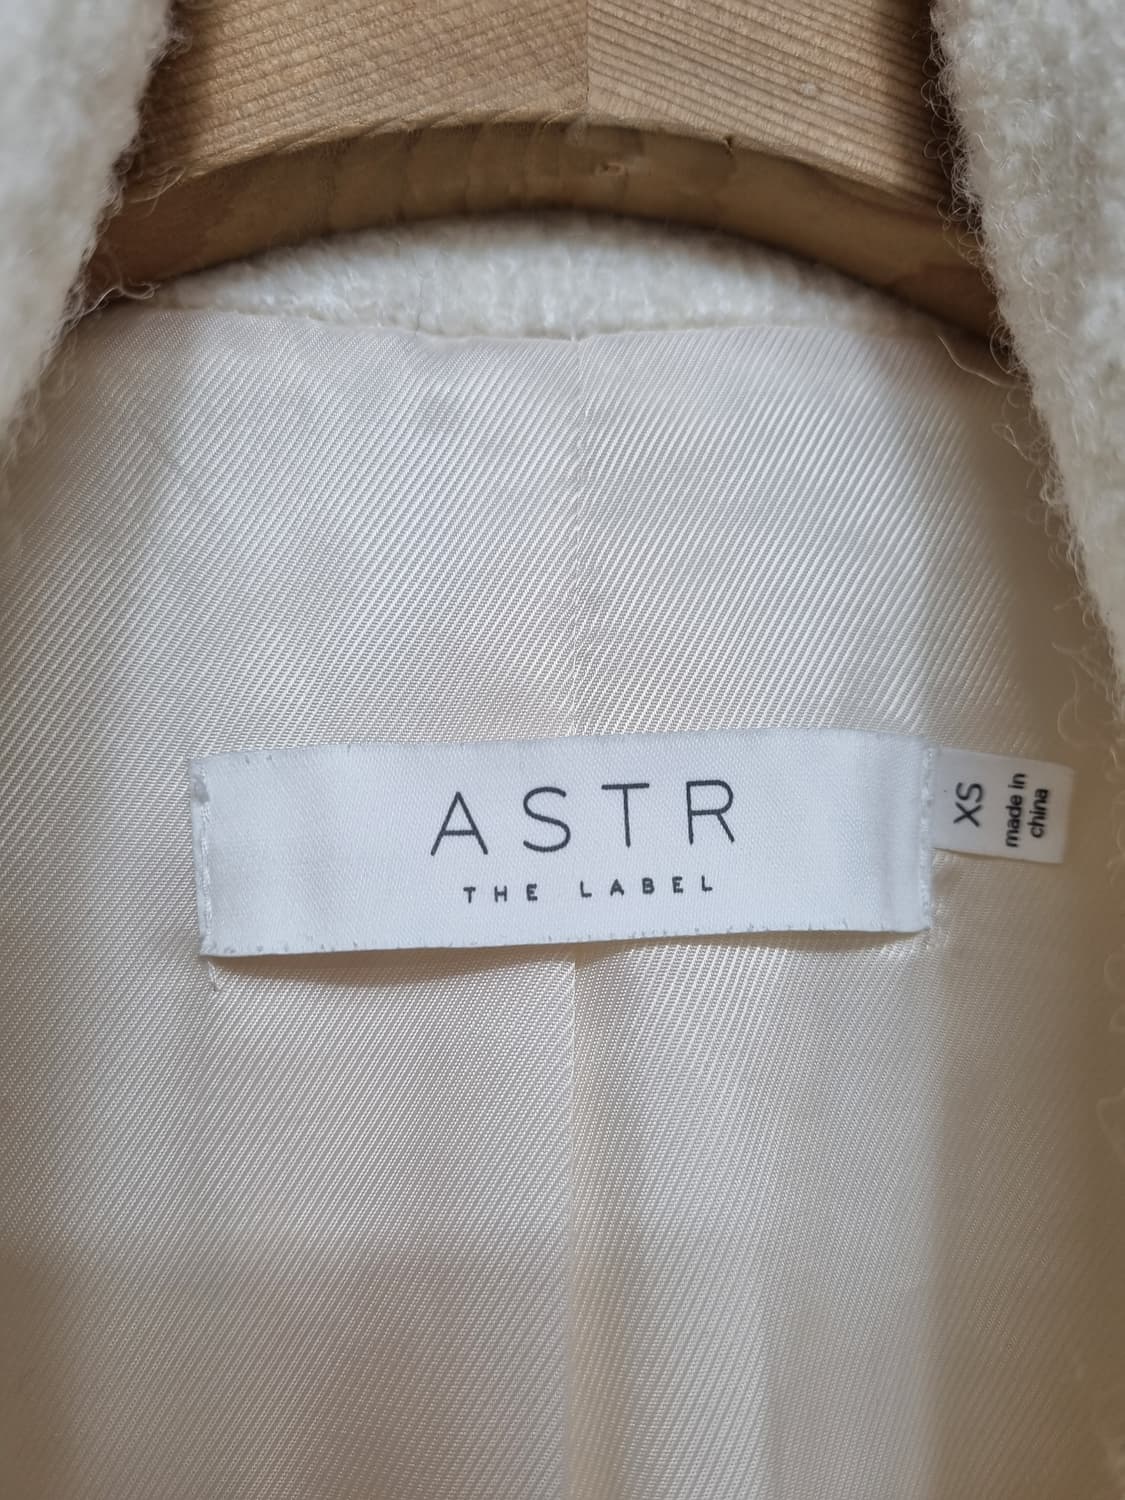 ASTR
THE LABEL
XS
made in
china